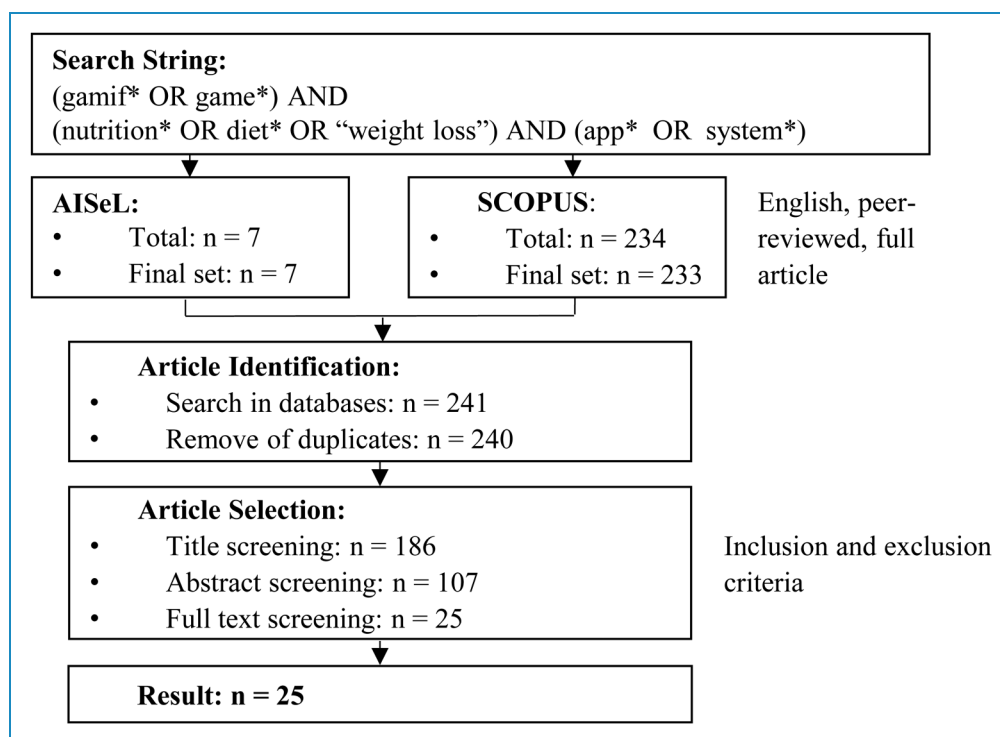 Search String:
(gamif* OR game*) AND
(nutrition* OR diet* OR “weight loss”) AND (app* OR system*)
AISeL:
• Total: n = 7
• Final set: n = 7
SCOPUS:
• Total: n = 234
• Final set: n = 233
English, peer-
reviewed, full
article
Article Identification:
• Search in databases: n = 241
• Remove of duplicates: n = 240
Article Selection:
• Title screening: n = 186
• Abstract screening: n = 107
• Full text screening: n = 25
Inclusion and exclusion
criteria
Result: n = 25